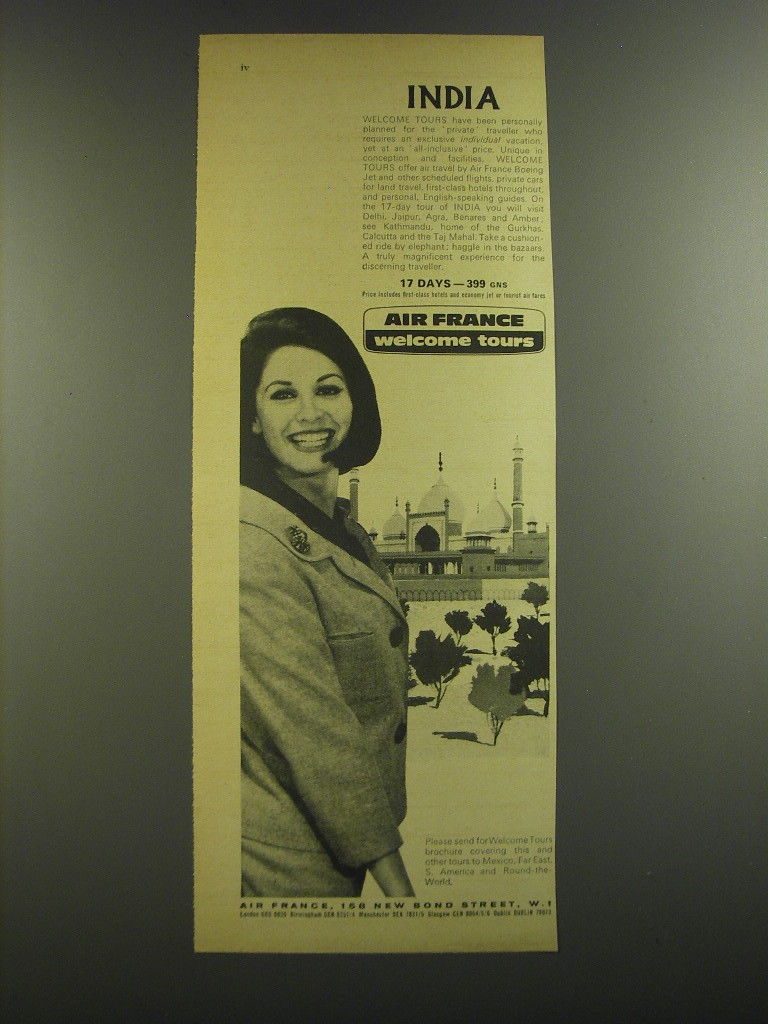 iv
INDIA
WELCOME TOURS have been personally
planned for the 'private' traveller who
requires an exclusive individual vacation,
yet at an 'all-inclusive' price. Unique in
conception and facilities, WELCOME
TOURS offer air travel by Air France Boeing
Jet and other scheduled flights, private cars
for land travel, first-class hotels throughout,
and personal, English-speaking guides. On
the 17-day tour of INDIA you will visit
Delhi, Jaipur, Agra, Benares and Amber;
see Kathmandu, home of the Gurkhas,
Calcutta and the Taj Mahal. Take a cushion-
ed ride by elephant; haggle in the bazaars.
A truly magnificent experience for the
discerning traveller.
17 DAYS — 399 GNS
Price includes first-class hotels and economy jet or tourist air fares
AIR FRANCE
welcome tours
Please send for Welcome Tours
brochure covering this and
other tours to Mexico, Far East,
S. America and Round-the-
World.
AIR FRANCE, 158 NEW BOND STREET, W.1
London Birmingham Manchester Glasgow Dublin DUBLIN